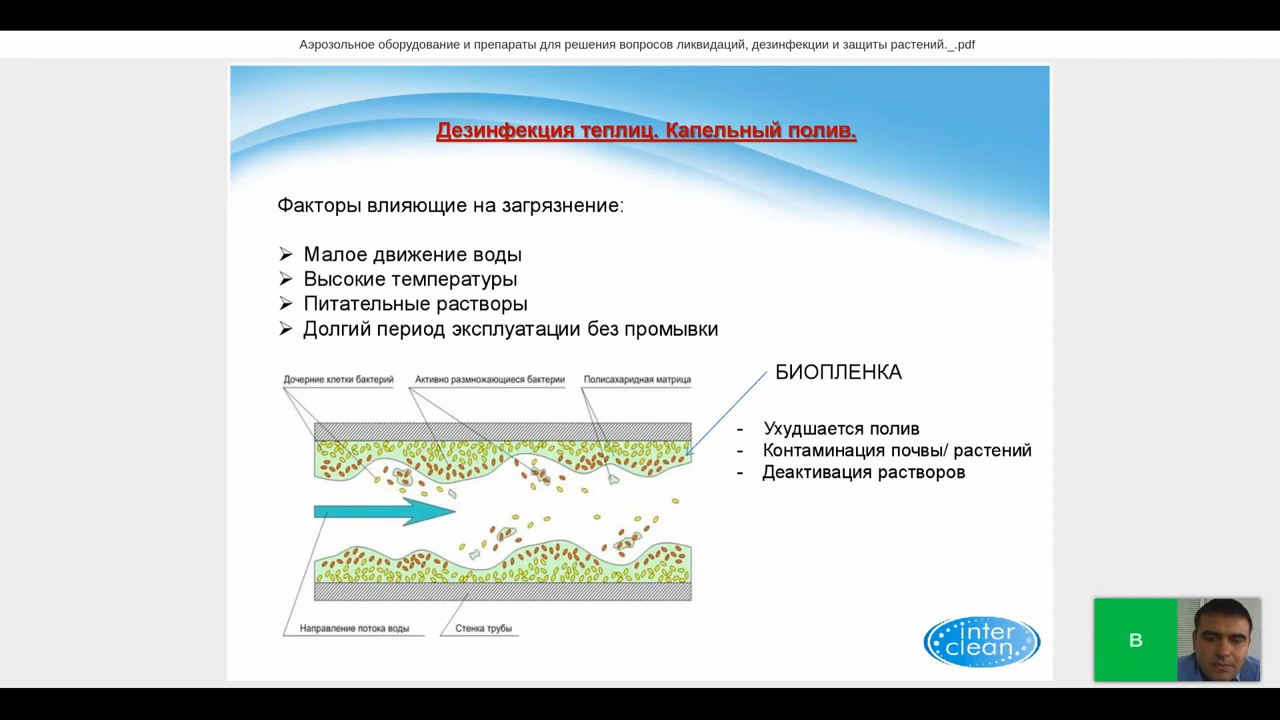 Аэрозольное оборудование и препараты для решения вопросов ликвидаций, дезинфекции и защиты растений._.pdf
Дезинфекция теплиц. Капельный полив.
Факторы влияющие на загрязнение:
Малое движение воды
Высокие температуры
Питательные растворы
Долгий период эксплуатации без промывки
Дочерние клетки бактерий
Активно размножающиеся бактерии
Полисахаридная матрица
БИОПЛЕНКА
- Ухудшается полив
- Контаминация почвы/ растений
- Деактивация растворов
Направление потока воды
Стенка трубы
inter
clean
В